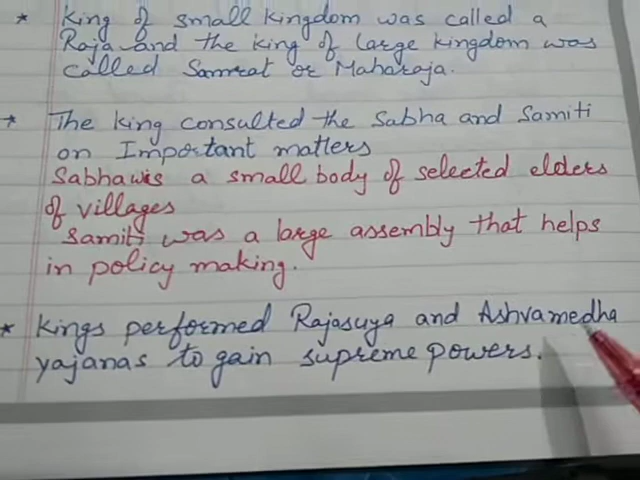 * King of small kingdom was called a
Raja and the king of large kingdom was
called Samrat or Maharaja.
* The king consulted the Sabha and Samiti
on Important matters
Sabha was a small body of selected elders
of villages
Samiti was a large assembly that helps
in policy making.
* Kings performed Rajasuya and Ashvamedha
yajanas to gain supreme powers.